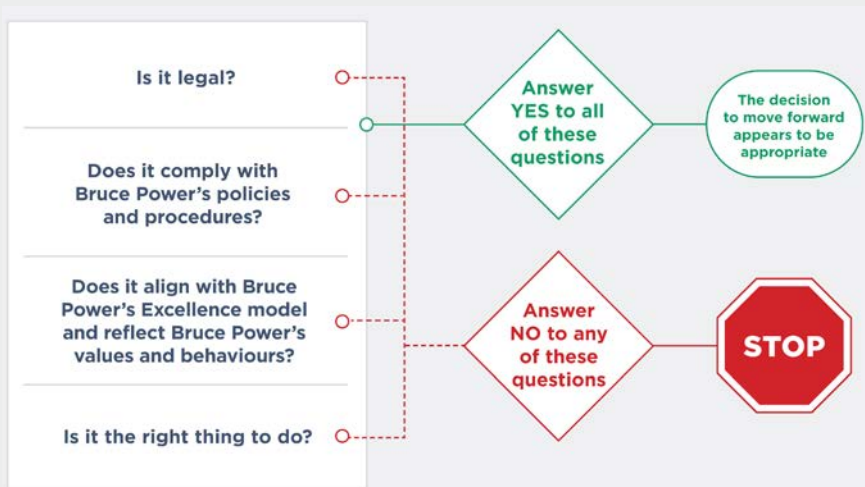 Is it legal?
Does it comply with
Bruce Power's policies
and procedures?
Does it align with Bruce
Power's Excellence model
and reflect Bruce Power's
values and behaviours?
Is it the right thing to do?
Answer
YES to all
of these
questions
The decision
to move forward
appears to be
appropriate
Answer
NO to any
of these
questions
STOP